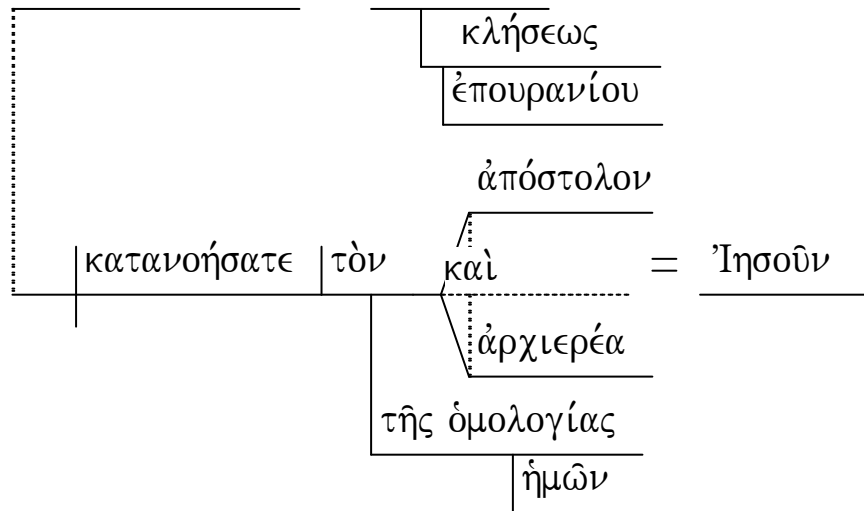 κλήσεως
ἐπουρανίου
ἀπόστολον
κατανοήσατε τὸν καὶ = Ἰησοῦν
ἀρχιερέα
τῆς ὁμολογίας
ἡμῶν